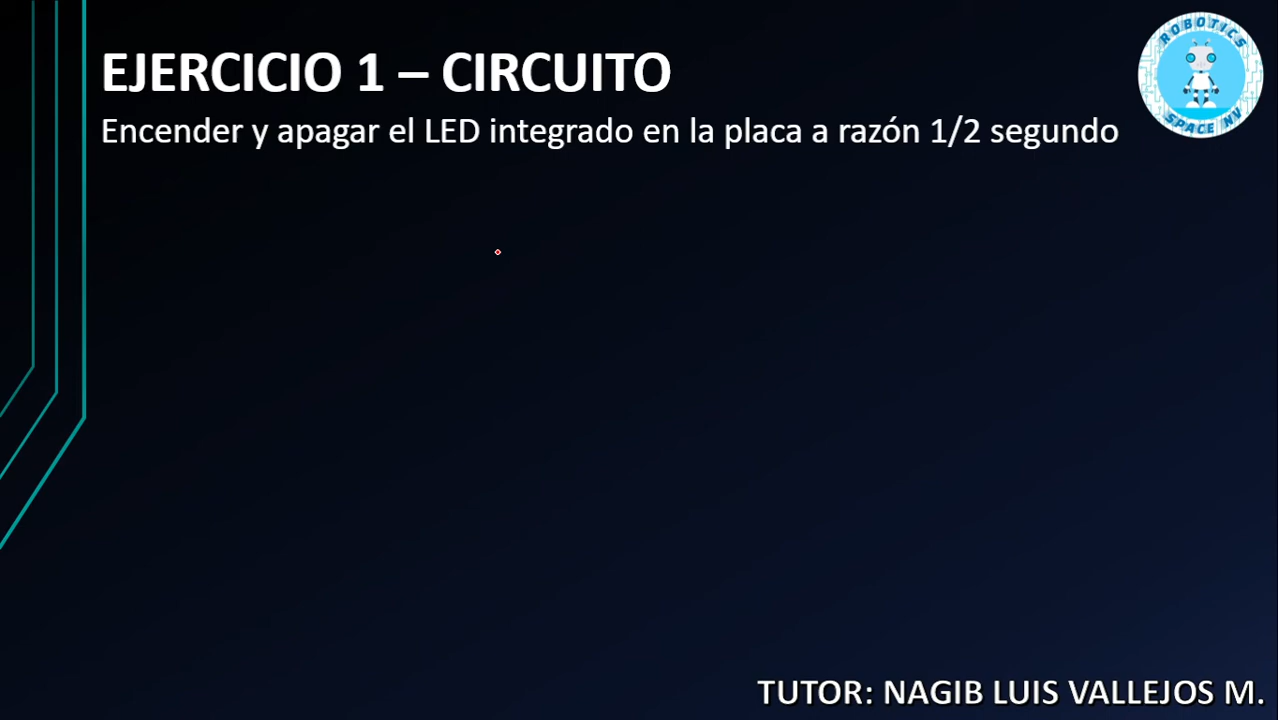 EJERCICIO 1 – CIRCUITO
Encender y apagar el LED integrado en la placa a razón 1/2 segundo
ROBOTICS
SPACE NV
TUTOR: NAGIB LUIS VALLEJOS M.